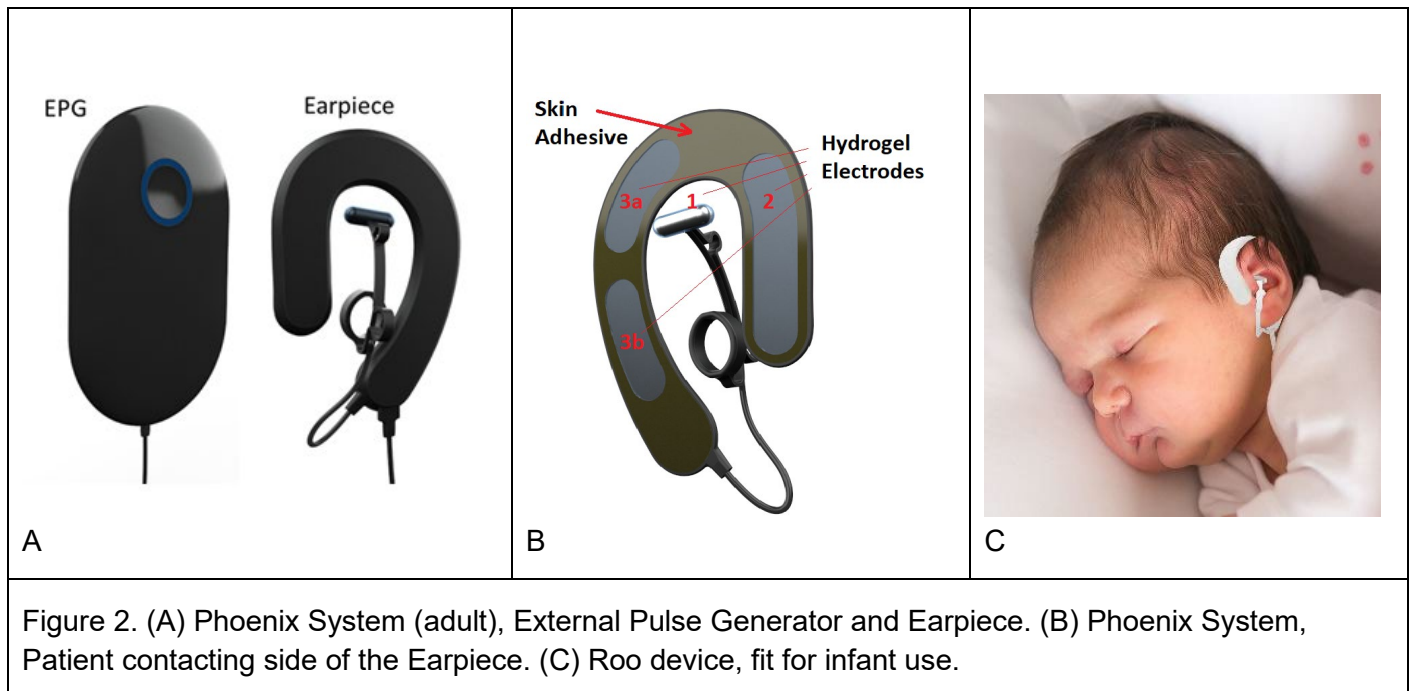 EPG
Earpiece
A
Skin
Adhesive
Hydrogel
Electrodes
3a
1
2
3b
B
C
Figure 2. (A) Phoenix System (adult), External Pulse Generator and Earpiece. (B) Phoenix System,
Patient contacting side of the Earpiece. (C) Roo device, fit for infant use.